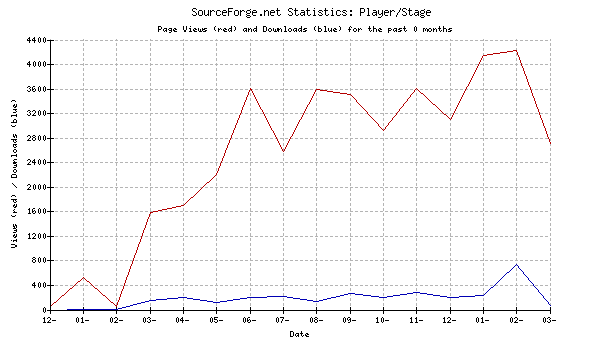 SourceForge.net Statistics: Player/Stage
Page Views (red) and Downloads (blue) for the past 0 months
Views (red) / Downloads (blue)
4400
4000
3600
3200
2800
2400
2000
1600
1200
800
400
0
12- 01- 02- 03- 04- 05- 06- 07- 08- 09- 10- 11- 12- 01- 02- 03-
Date